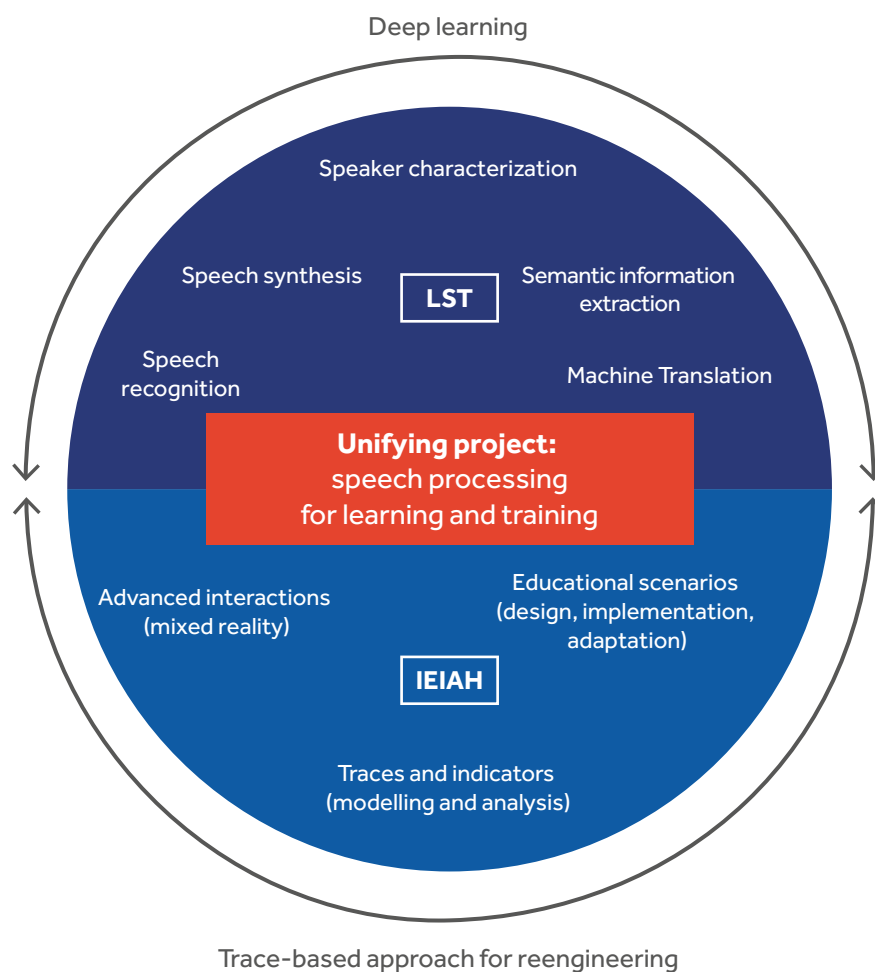 Deep learning
Speaker characterization
Speech synthesis
LST
Semantic information
extraction
Speech
recognition
Machine Translation
Unifying project:
speech processing
for learning and training
Advanced interactions
(mixed reality)
Educational scenarios
(design, implementation,
adaptation)
IEIAH
Traces and indicators
(modelling and analysis)
Trace-based approach for reengineering